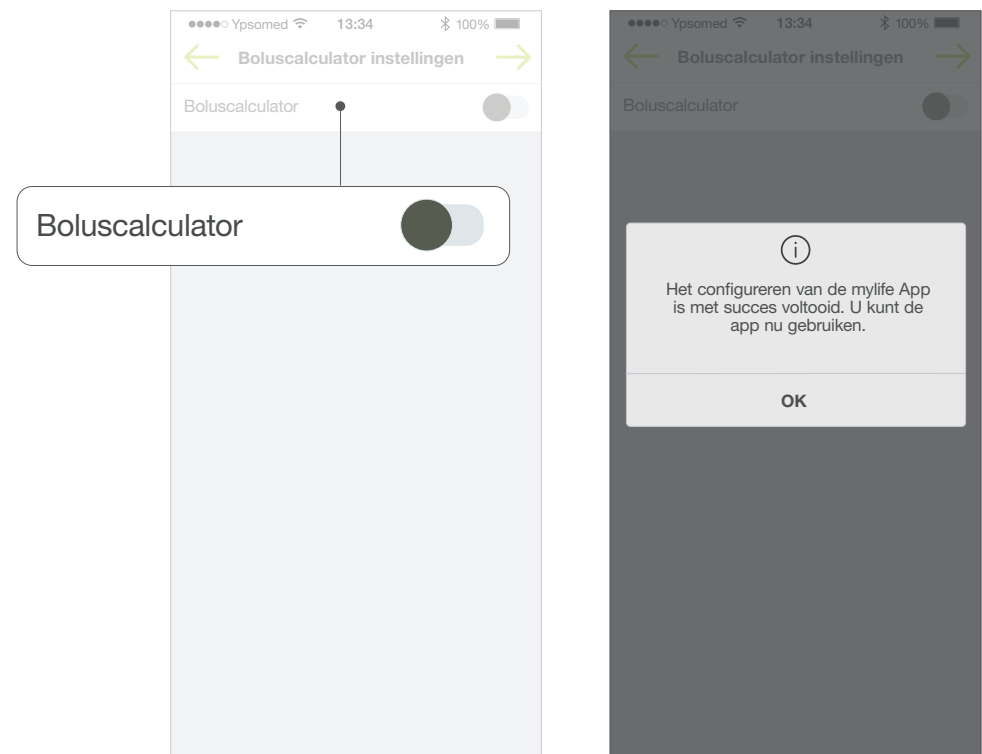 Ypsomed 13:34 100%
Boluscalculator instellingen
Boluscalculator
Boluscalculator
Ypsomed 13:34 100%
Boluscalculator instellingen
Boluscalculator
Het configureren van de mylife App
is met succes voltooid. U kunt de
app nu gebruiken.
OK